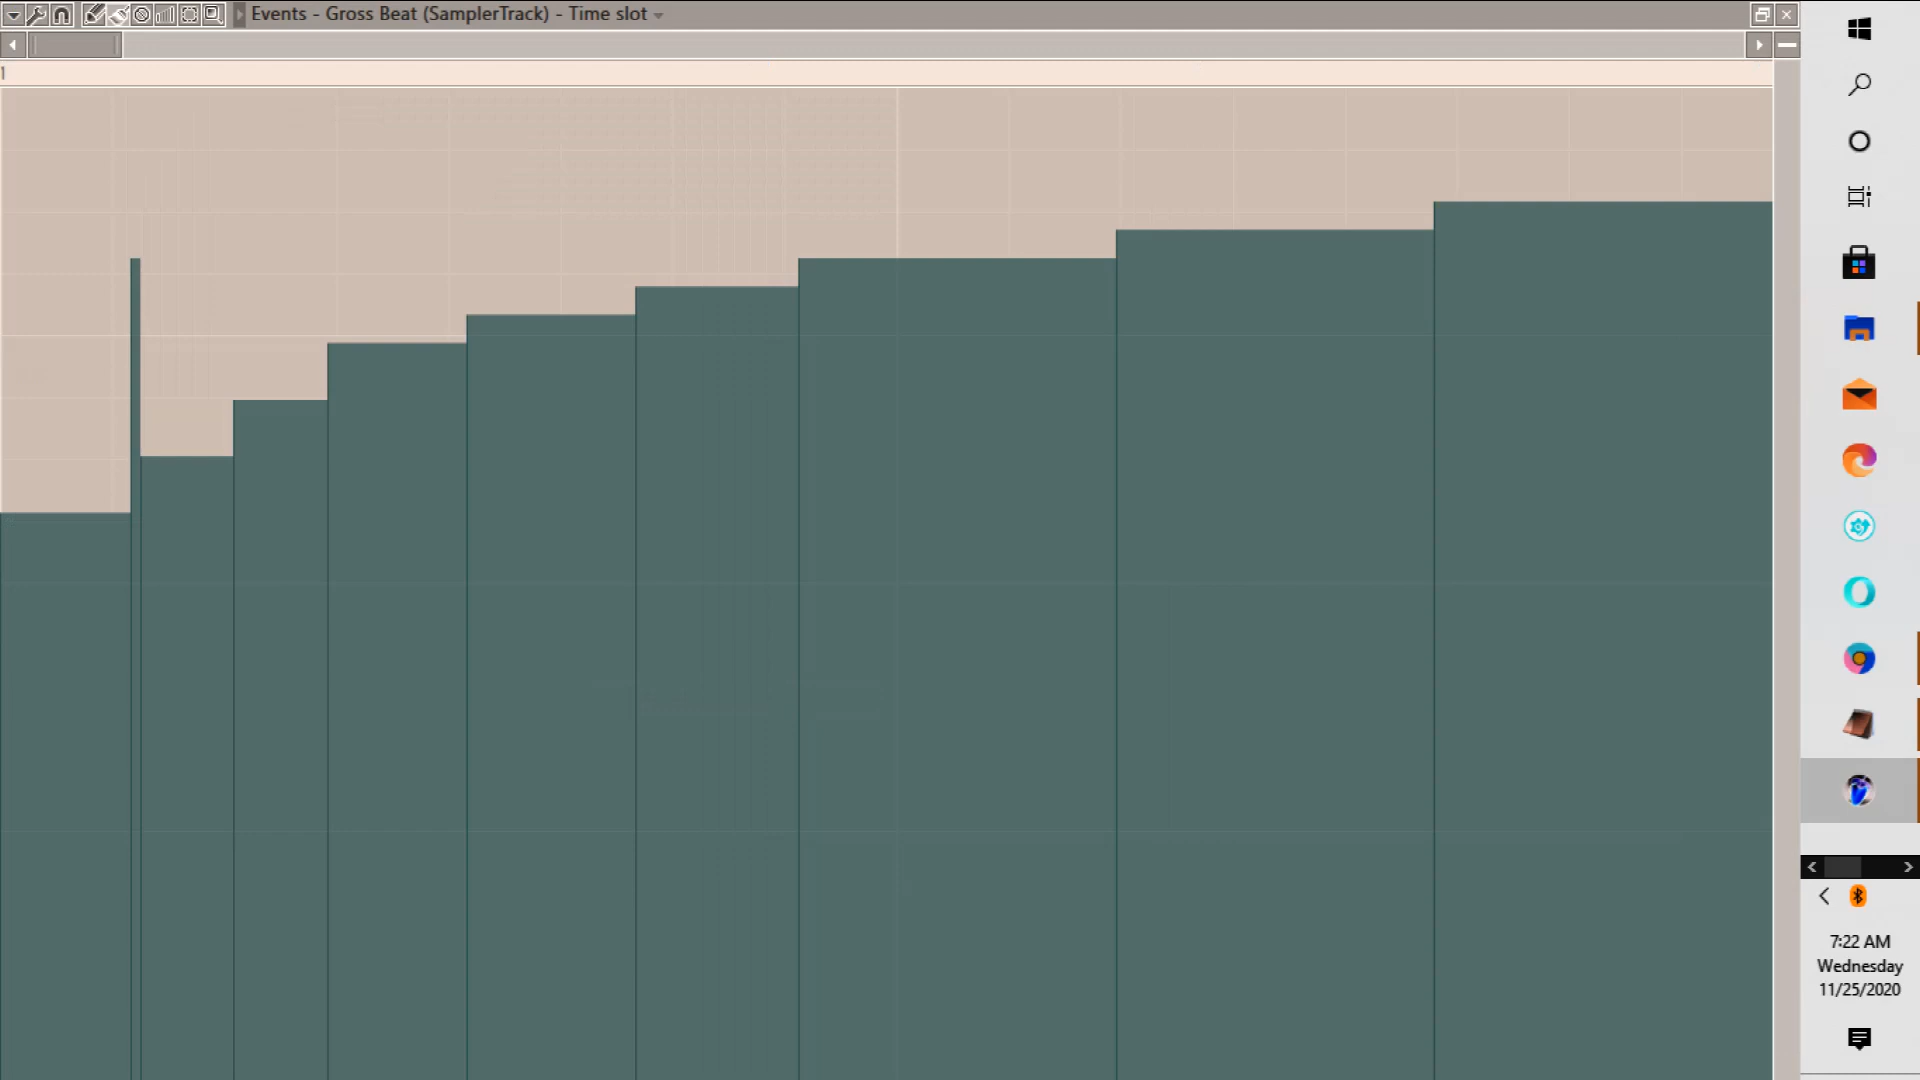 Events - Gross Beat (SamplerTrack) - Time slot
1
7:22 AM
Wednesday
11/25/2020